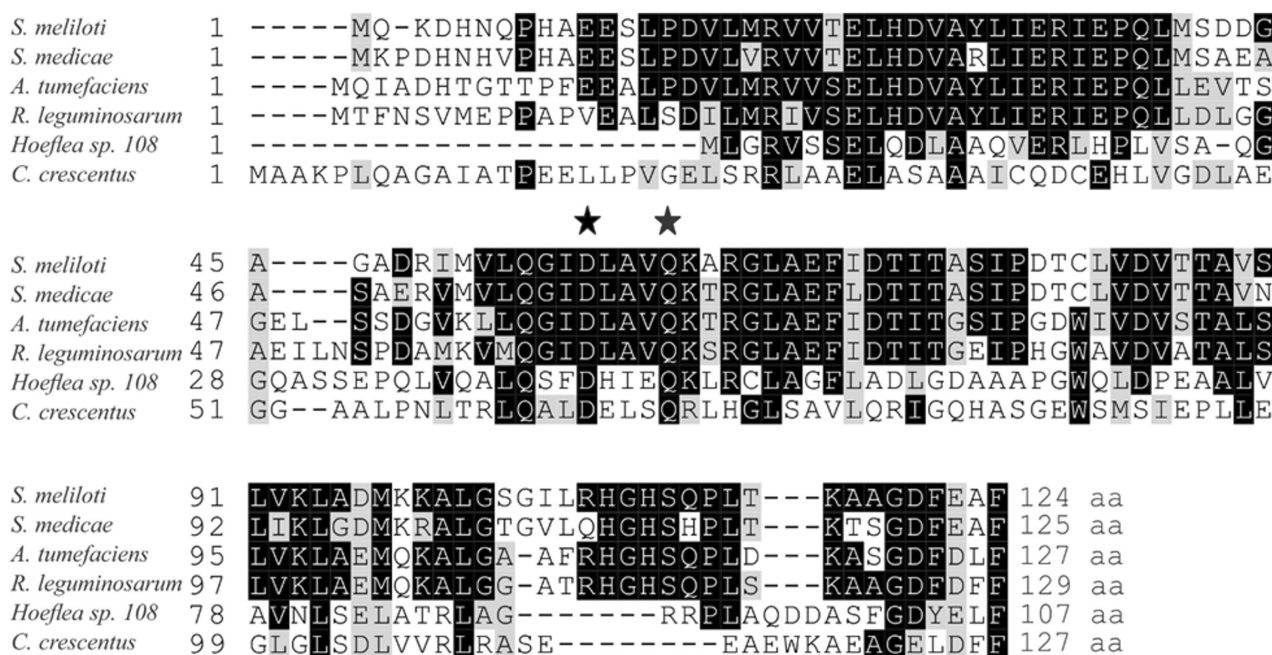 S. meliloti 1 -----MQ-KDHNQPHAEESLPDVLMRVVTELHDVAYLIERIEPQLMSDDG
S. medicae 1 -----MKPDHNHVPHAEESLPDVLVRVVTELHDVARLIERIEPQLMSAEA
A. tumefaciens 1 ----MQIADHTGTTPFEEALPDVLMRVVSELHDVAYLIERIEPQLLEVTS
R. leguminosarum 1 ----MTFNSVMEPPAPVEALSDILMRIVSELHDVAYLIERIEPQLLDLGG
Hoeflea sp. 108 1 ----------------------MLGRVSSELQDLAAQVERLHPLVSA-QG
C. crescentus 1 MAAKPLQAGAIATPEELLPVGELSRRLAAELASAAAICQDCEHLVGDLAE
★ ★
S. meliloti 45 A----GADRIMVLQGIDLAVQKARGLAEFIDTITASIPDTCLVDVTTAVS
S. medicae 46 A----SAERVMVLQGIDLAVQKTRGLAEFLDTITASIPDTCLVDVTTAVN
A. tumefaciens 47 GEL--SSDGVKLLQGIDLAVQKTRGLAEFIDTITGSIPGDWIVDVSTALS
R. leguminosarum 47 AEILNSPDAMKVMQGIDLAVQKSRGLAEFIDTITGEIPHGWAVDVATALS
Hoeflea sp. 108 28 GQASSEPQLVQALQSFDHIEQKLRCLAGFLADLGDAAAPGWQLDPEAALV
C. crescentus 51 GG--AALPNLTRLQALDELSQRLHGLSAVLQRIGQHASGEWSMSIEPLLE
S. meliloti 91 LVKLADMKKALGSGILRHGHSQPLT---KAAGDFEAF 124 aa
S. medicae 92 LIKLGDMKRALGTGVLQHGHSHPLT---KTSGDFEAF 125 aa
A. tumefaciens 95 LVKLAEMQKALGA-AFRHGHSQPLD---KASGDFDLF 127 aa
R. leguminosarum 97 LVKLAEMQKALGG-ATRHGHSQPLS---KAAGDFDFF 129 aa
Hoeflea sp. 108 78 AVNLSELATRLAG-------RRPLAQDDASFGDYELF 107 aa
C. crescentus 99 GLGLSDLVVRLRASE--------EAEWKAEAGELDFF 127 aa